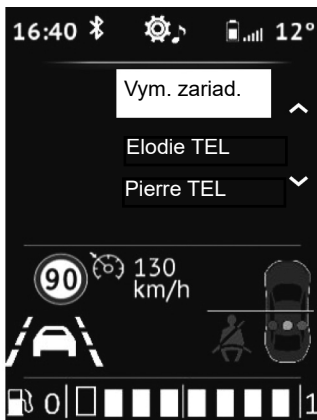 16:40 12°
Vym. zariad.
Elodie TEL
Pierre TEL
90 130
km/h
0 1